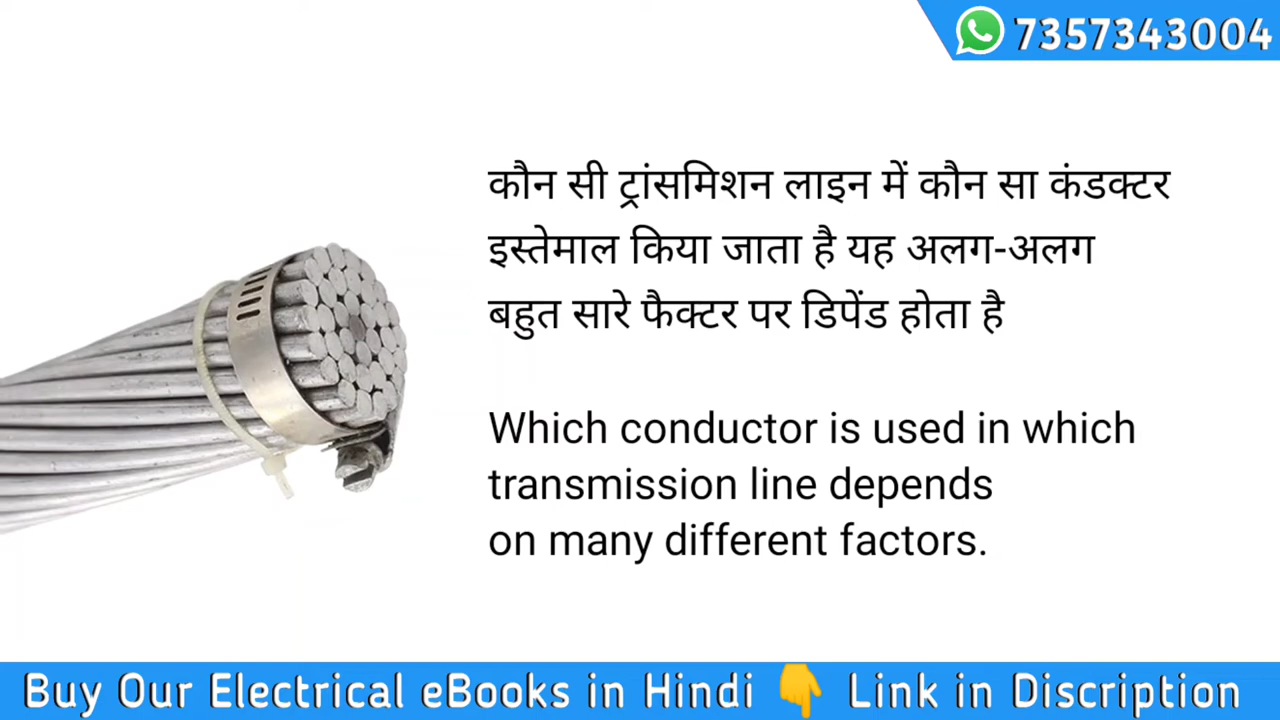 7357343004
कौन सी ट्रांसमिशन लाइन में कौन सा कंडक्टर
इस्तेमाल किया जाता है यह अलग-अलग
बहुत सारे फैक्टर पर डिपेंड होता है
Which conductor is used in which
transmission line depends
on many different factors.
Buy Our Electrical eBooks in Hindi 👇 Link in Discription